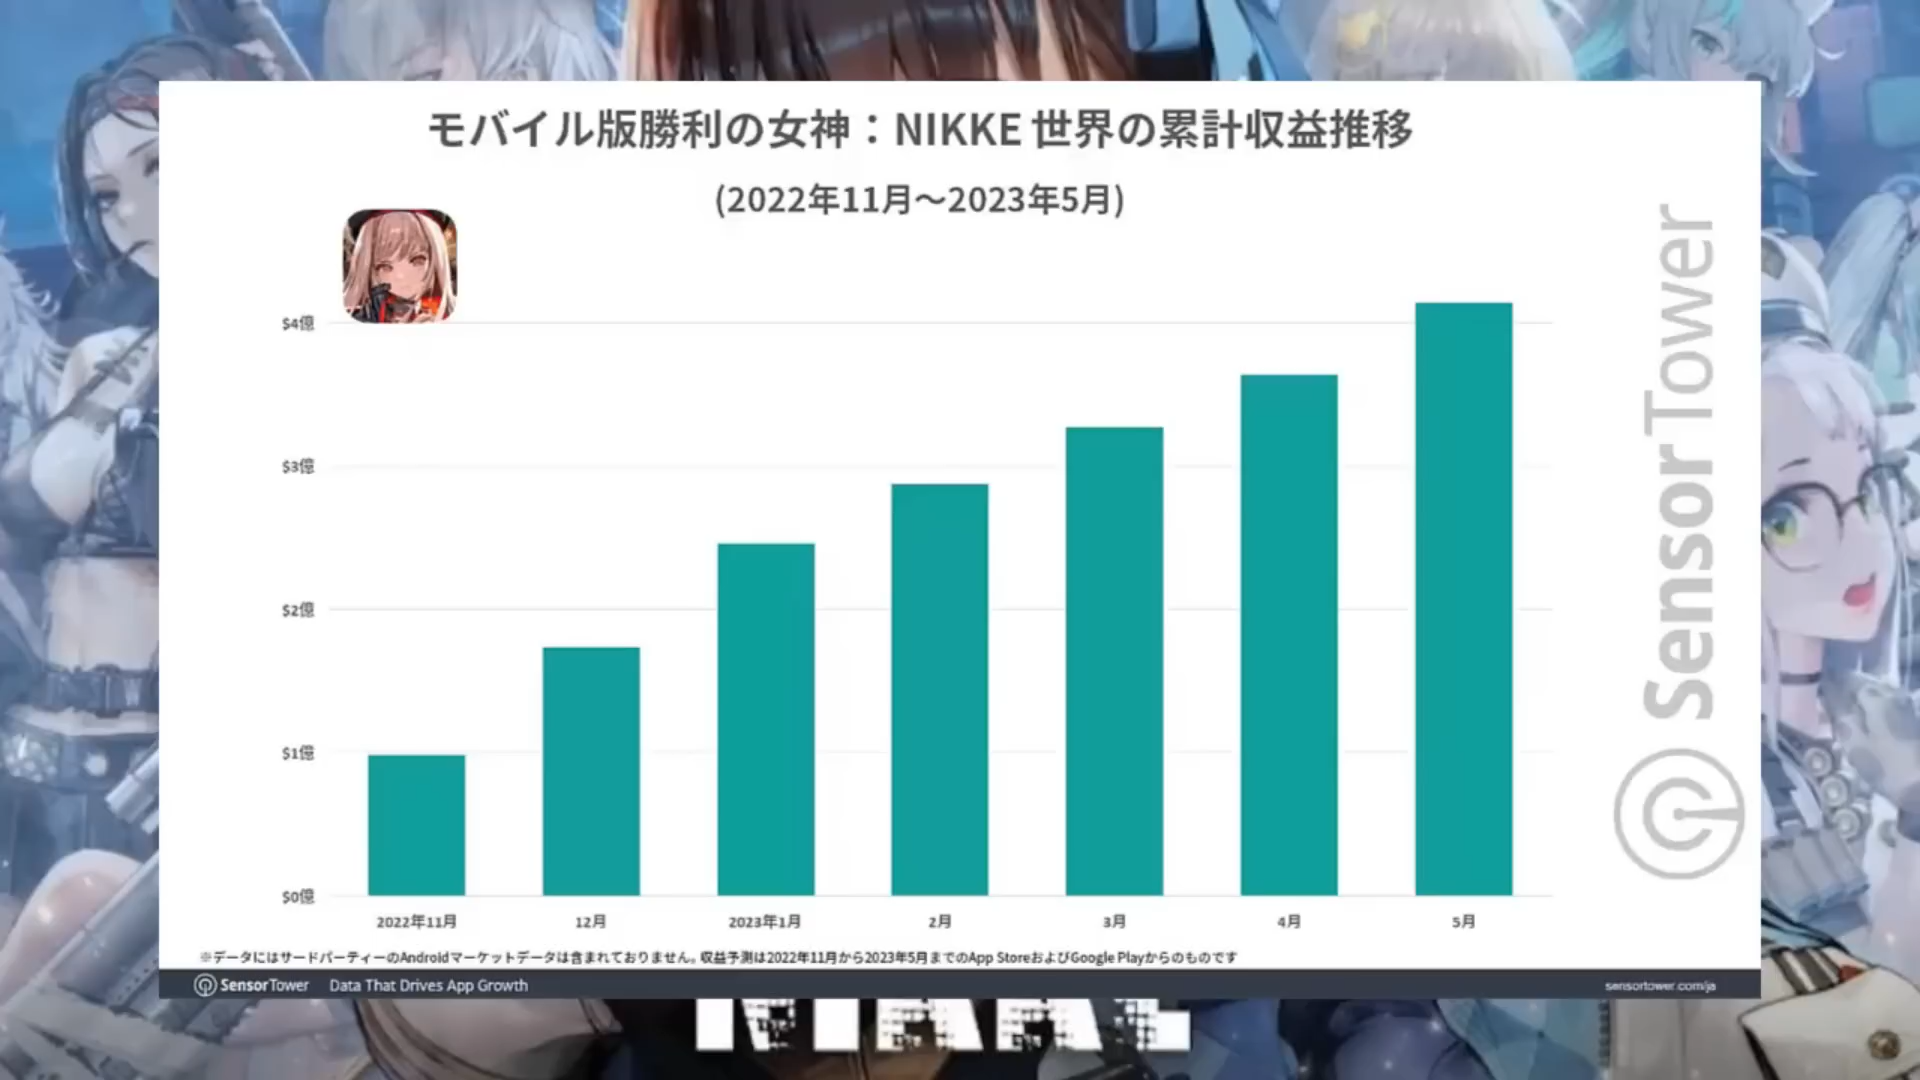 モバイル版勝利の女神：NIKKE 世界の累計収益推移
(2022年11月～2023年5月)
$4億
$3億
$2億
$1億
$0億
2022年11月
12月
2023年1月
2月
3月
4月
5月
SensorTower
※データにはサードパーティーのAndroidマーケットデータは含まれておりません。収益予測は2022年11月から2023年5月までのApp StoreおよびGoogle Playからのものです
SensorTower Data That Drives App Growth
sensortower.com/ja
NIKKE